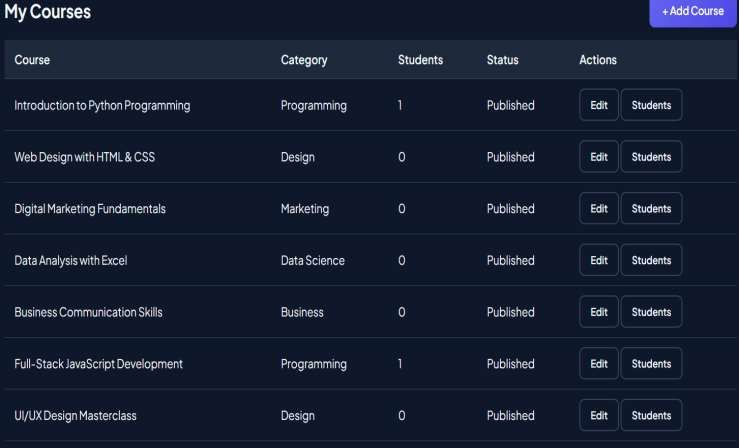 My Courses + Add Course
Course Category Students Status Actions
Introduction to Python Programming Programming 1 Published Edit Students
Web Design with HTML & CSS Design 0 Published Edit Students
Digital Marketing Fundamentals Marketing 0 Published Edit Students
Data Analysis with Excel Data Science 0 Published Edit Students
Business Communication Skills Business 0 Published Edit Students
Full-Stack JavaScript Development Programming 1 Published Edit Students
UI/UX Design Masterclass Design 0 Published Edit Students